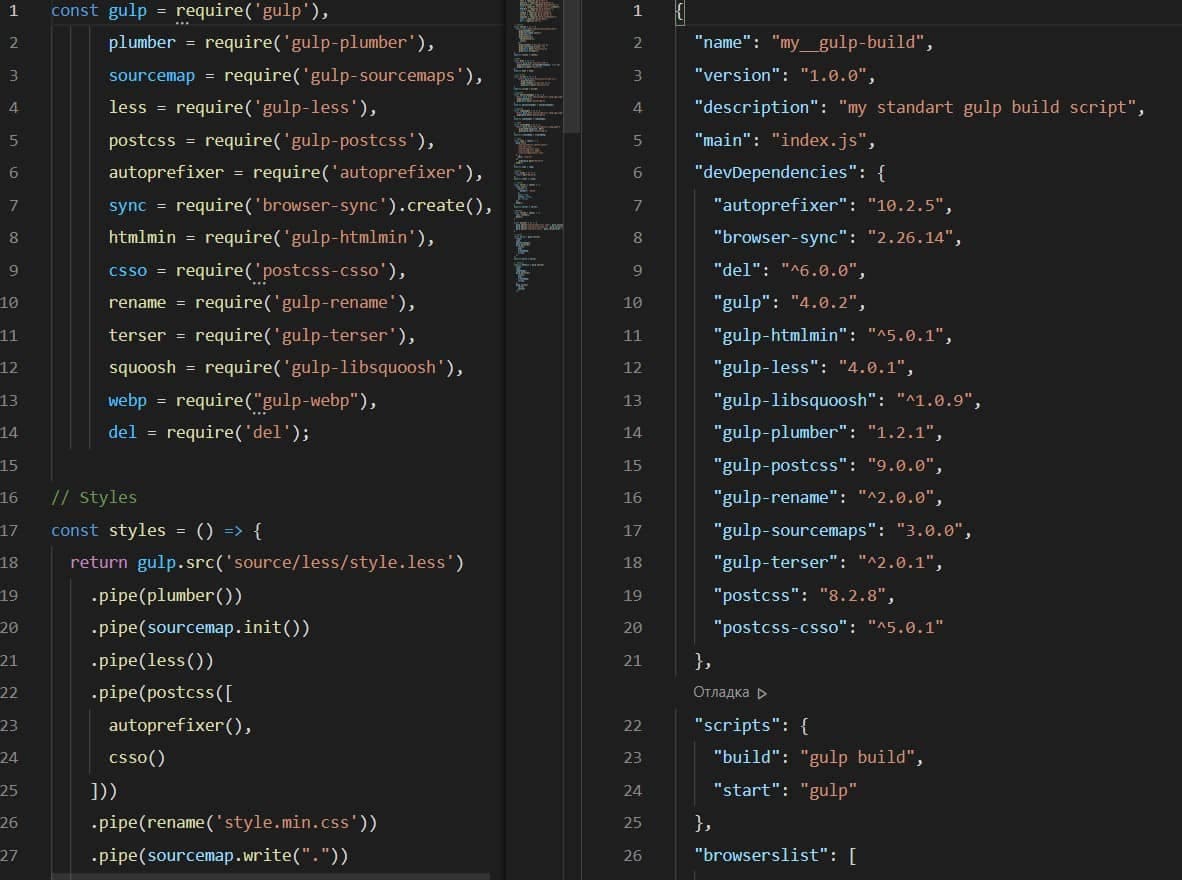 1 const gulp = require('gulp'),
2 plumber = require('gulp-plumber'),
3 sourcemap = require('gulp-sourcemaps'),
4 less = require('gulp-less'),
5 postcss = require('gulp-postcss'),
6 autoprefixer = require('autoprefixer'),
7 sync = require('browser-sync').create(),
8 htmlmin = require('gulp-htmlmin'),
9 csso = require('postcss-csso'),
10 rename = require('gulp-rename'),
11 terser = require('gulp-terser'),
12 squoosh = require('gulp-libsquoosh'),
13 webp = require("gulp-webp"),
14 del = require('del');
15
16 // Styles
17 const styles = () => {
18 return gulp.src('source/less/style.less')
19 .pipe(plumber())
20 .pipe(sourcemap.init())
21 .pipe(less())
22 .pipe(postcss([
23 autoprefixer(),
24 csso()
25 ]))
26 .pipe(rename('style.min.css'))
27 .pipe(sourcemap.write("."))
1 {
2 "name": "my__gulp-build",
3 "version": "1.0.0",
4 "description": "my standart gulp build script",
5 "main": "index.js",
6 "devDependencies": {
7 "autoprefixer": "10.2.5",
8 "browser-sync": "2.26.14",
9 "del": "^6.0.0",
10 "gulp": "4.0.2",
11 "gulp-htmlmin": "^5.0.1",
12 "gulp-less": "4.0.1",
13 "gulp-libsquoosh": "^1.0.9",
14 "gulp-plumber": "1.2.1",
15 "gulp-postcss": "9.0.0",
16 "gulp-rename": "^2.0.0",
17 "gulp-sourcemaps": "3.0.0",
18 "gulp-terser": "^2.0.1",
19 "postcss": "8.2.8",
20 "postcss-csso": "^5.0.1"
21 },
Отладка
22 "scripts": {
23 "build": "gulp build",
24 "start": "gulp"
25 },
26 "browserslist": [